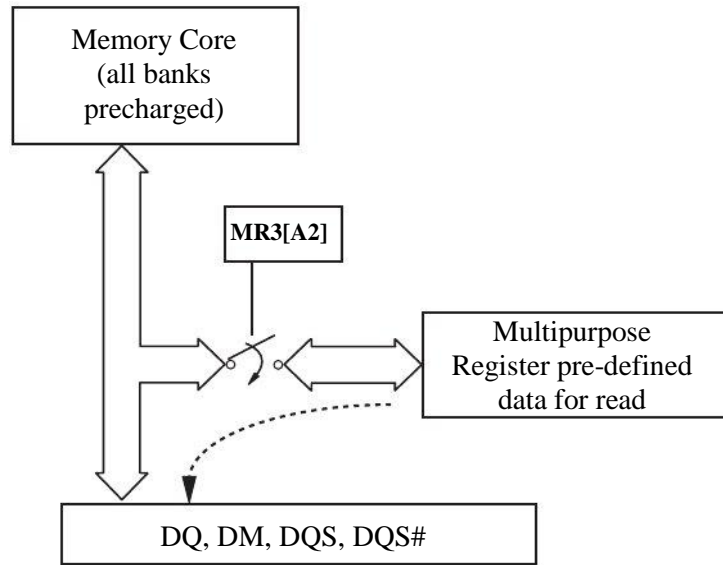 Memory Core
(all banks
precharged)
MR3[A2]
Multipurpose
Register pre-defined
data for read
DQ, DM, DQS, DQS#